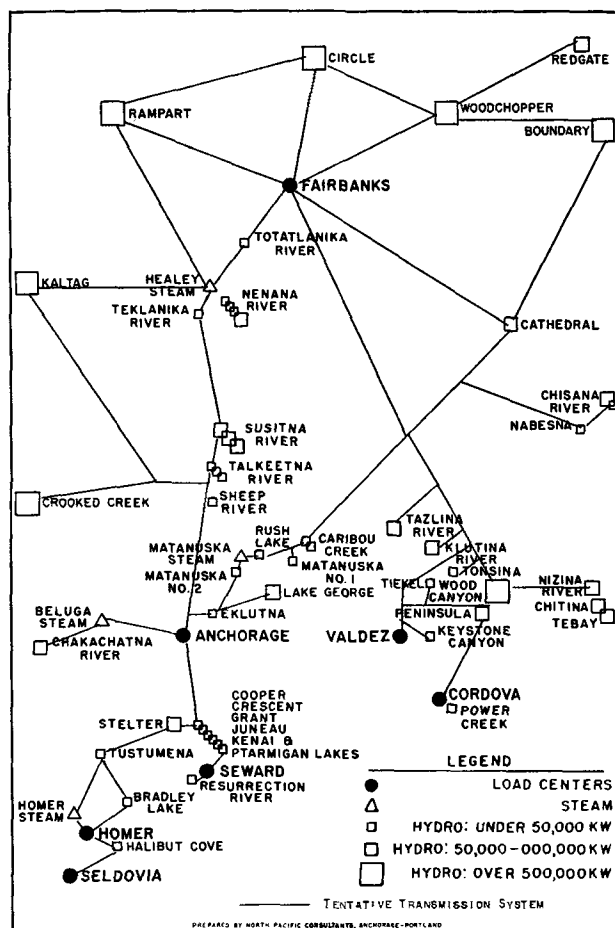 CIRCLE
REDGATE
RAMPART
WOODCHOPPER
BOUNDARY
FAIRBANKS
TOTATLANIKA
RIVER
HEALEY
STEAM
KALTAG
NENANA
RIVER
TEKLANIKA
RIVER
CATHEDRAL
CHISANA
RIVER
NABESNA
SUSITNA
RIVER
TALKEETNA
RIVER
CROOKED CREEK
SHEEP
RIVER
TAZLINA
RIVER
RUSH
LAKE
CARIBOU
CREEK
MATANUSKA
STEAM
MATANUSKA
NO. 1
MATANUSKA
NO. 2
KLUTINA
RIVER
TONSINA
TIEKEL
WOOD
CANYON
NIZINA
RIVER
LAKE GEORGE
CHITINA
TEBAY
BELUGA
STEAM
EKLUTNA
PENINSULA
ANCHORAGE
VALDEZ
KEYSTONE
CANYON
CHAKACHATNA
RIVER
COOPER
CRESCENT
GRANT
JUNEAU
KENAI &
PTARMIGAN LAKES
CORDOVA
POWER
CREEK
STELTER
TUSTUMENA
SEWARD
RESURRECTION
RIVER
BRADLEY
LAKE
HOMER
STEAM
HOMER
HALIBUT COVE
SELDOVIA
LEGEND
LOAD CENTERS
STEAM
HYDRO: UNDER 50,000 KW
HYDRO: 50,000-000,000 KW
HYDRO: OVER 500,000 KW
TENTATIVE TRANSMISSION SYSTEM
PREPARED BY NORTH PACIFIC CONSULTANTS, ANCHORAGE-PORTLAND